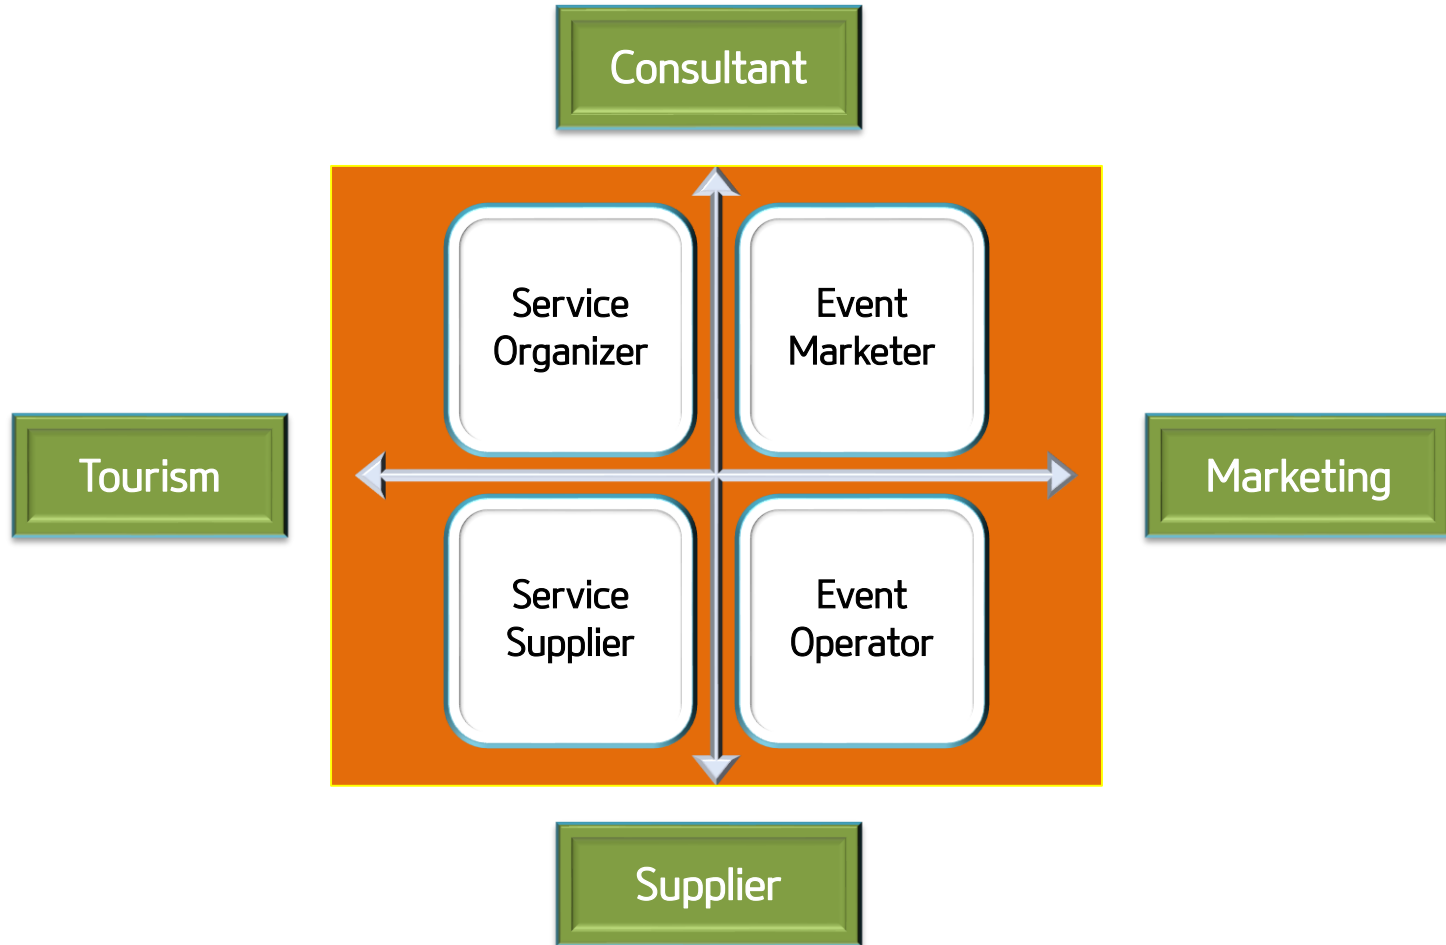 Consultant
Service
Organizer
Event
Marketer
Tourism
Marketing
Service
Supplier
Event
Operator
Supplier